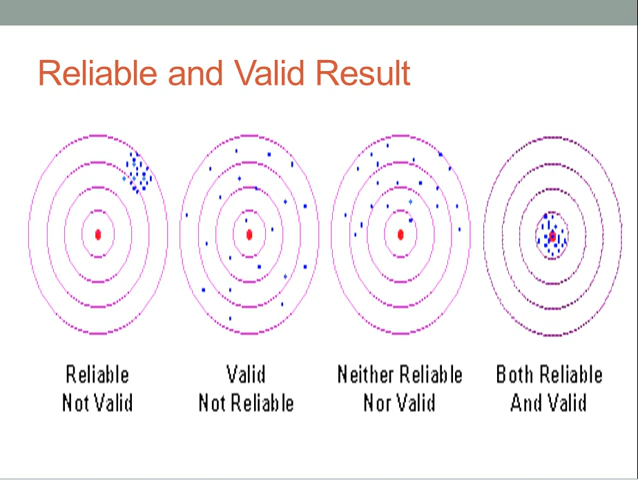 Reliable and Valid Result
Reliable
Not Valid
Valid
Not Reliable
Neither Reliable
Nor Valid
Both Reliable
And Valid